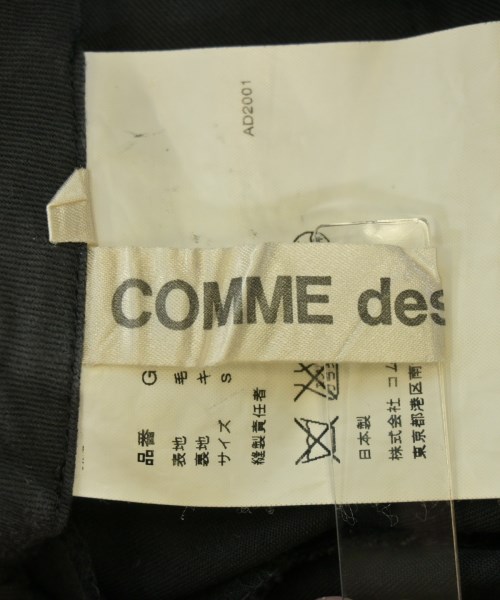 AD2001
COMME des
品番 G
表地 毛
裏地 キ
サイズ S
縫製責任者
日本製
株式会社 コム
東京都港区南